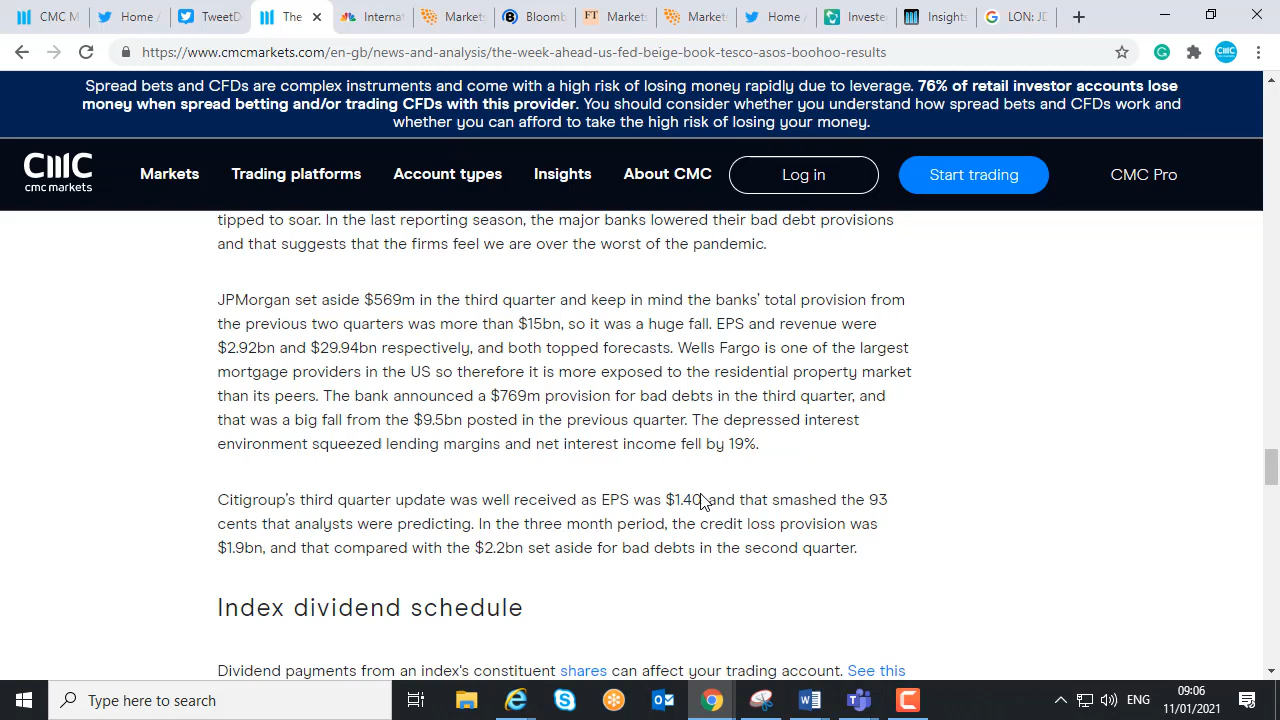 CMC M
Home /
TweetD
The
Interna
Markets
Bloomb
Markets
Markets
Home /
Investe
Insights
LON: JD
https://www.cmcmarkets.com/en-gb/news-and-analysis/the-week-ahead-us-fed-beige-book-tesco-asos-boohoo-results
Spread bets and CFDs are complex instruments and come with a high risk of losing money rapidly due to leverage. 76% of retail investor accounts lose
money when spread betting and/or trading CFDs with this provider. You should consider whether you understand how spread bets and CFDs work and
whether you can afford to take the high risk of losing your money.
CMC
cmc markets
Markets
Trading platforms
Account types
Insights
About CMC
Log in
Start trading
CMC Pro
tipped to soar. In the last reporting season, the major banks lowered their bad debt provisions
and that suggests that the firms feel we are over the worst of the pandemic.
JPMorgan set aside $569m in the third quarter and keep in mind the banks' total provision from
the previous two quarters was more than $15bn, so it was a huge fall. EPS and revenue were
$2.92bn and $29.94bn respectively, and both topped forecasts. Wells Fargo is one of the largest
mortgage providers in the US so therefore it is more exposed to the residential property market
than its peers. The bank announced a $769m provision for bad debts in the third quarter, and
that was a big fall from the $9.5bn posted in the previous quarter. The depressed interest
environment squeezed lending margins and net interest income fell by 19%.
Citigroup's third quarter update was well received as EPS was $1.40, and that smashed the 93
cents that analysts were predicting. In the three month period, the credit loss provision was
$1.9bn, and that compared with the $2.2bn set aside for bad debts in the second quarter.
Index dividend schedule
Dividend payments from an index's constituent shares can affect your trading account. See this
Type here to search
ENG
09:06
11/01/2021